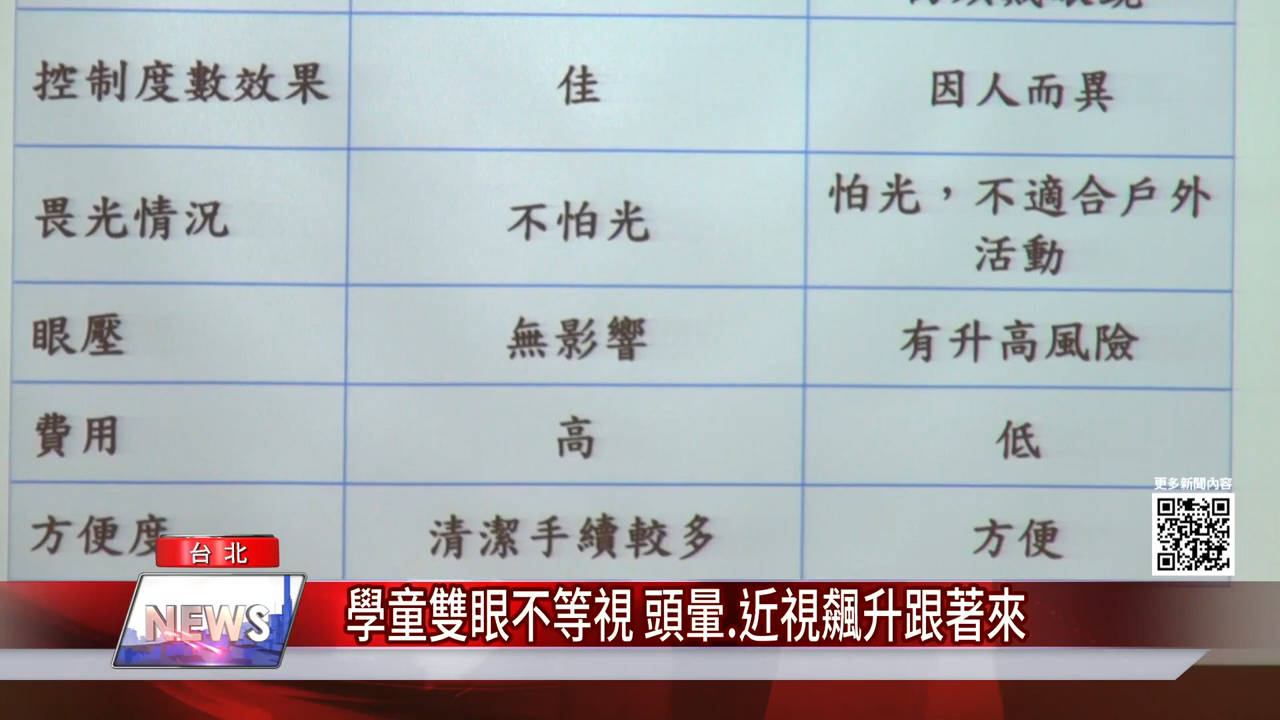 控制度數效果 佳 因人而異
畏光情況 不怕光 怕光，不適合戶外
活動
眼壓 無影響 有升高風險
費用 高 低
方便度 清潔手續較多 方便
更多新聞內容
台北
NEWS
學童雙眼不等視 頭暈.近視飆升跟著來